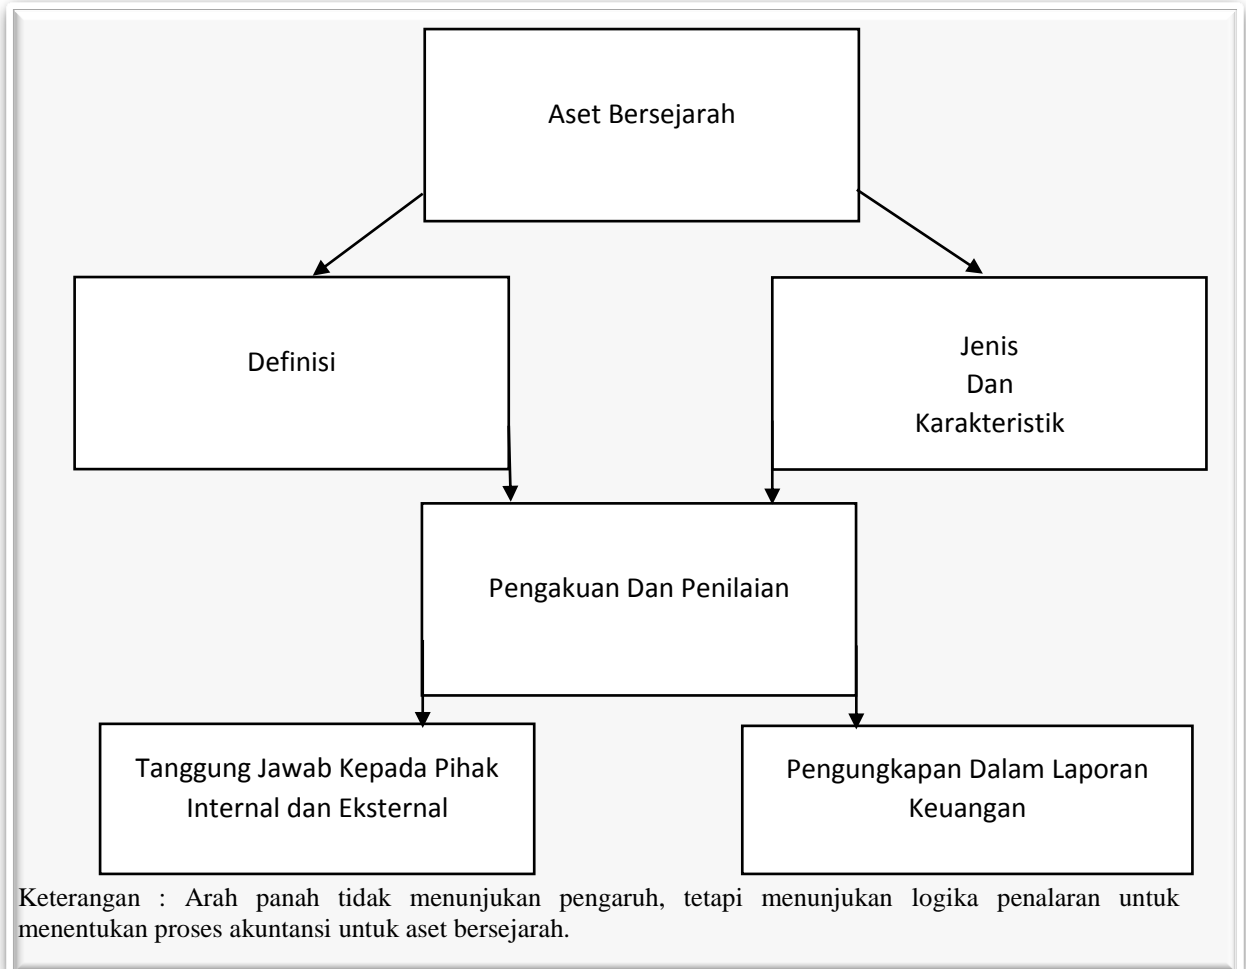 Aset Bersejarah
Definisi
Jenis
Dan
Karakteristik
Pengakuan Dan Penilaian
Tanggung Jawab Kepada Pihak
Internal dan Eksternal
Pengungkapan Dalam Laporan
Keuangan
Keterangan : Arah panah tidak menunjukan pengaruh, tetapi menunjukan logika penalaran untuk
menentukan proses akuntansi untuk aset bersejarah.